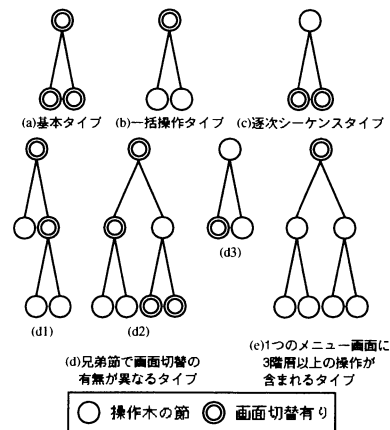 (a)基本タイプ
(b)一括操作タイプ
(c)逐次シーケンスタイプ
(d1)
(d2)
(d3)
(d)兄弟節で画面切替の
有無が異なるタイプ
(e)1つのメニュー画面に
3階層以上の操作が
含まれるタイプ
操作木の節
画面切替有り